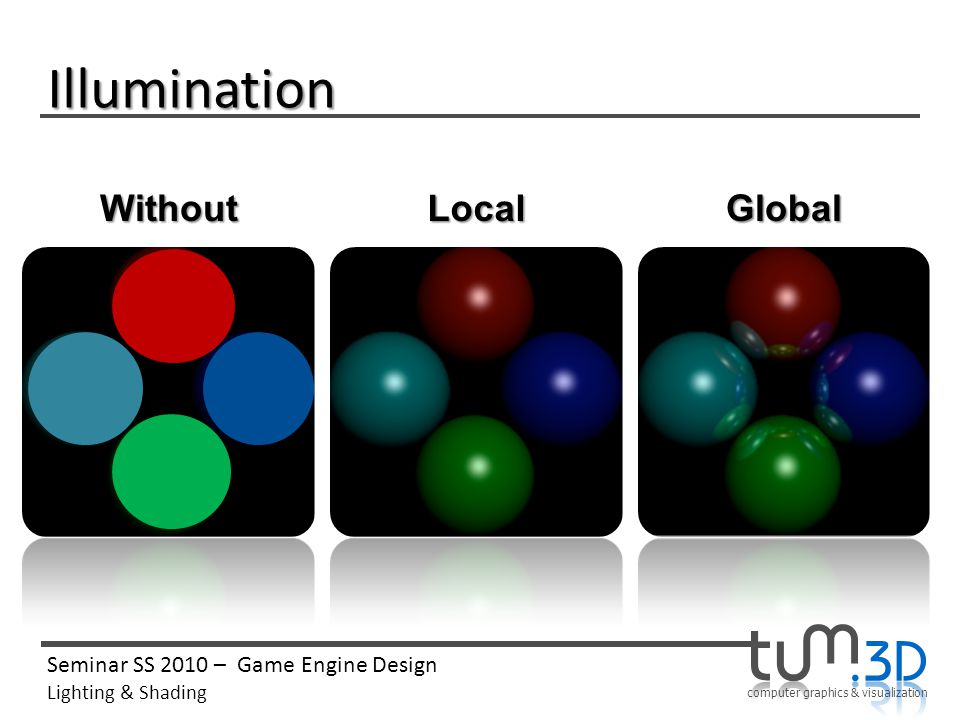 Illumination
Without Local Global
Seminar SS 2010 – Game Engine Design
Lighting & Shading
tum.3D
computer graphics & visualization